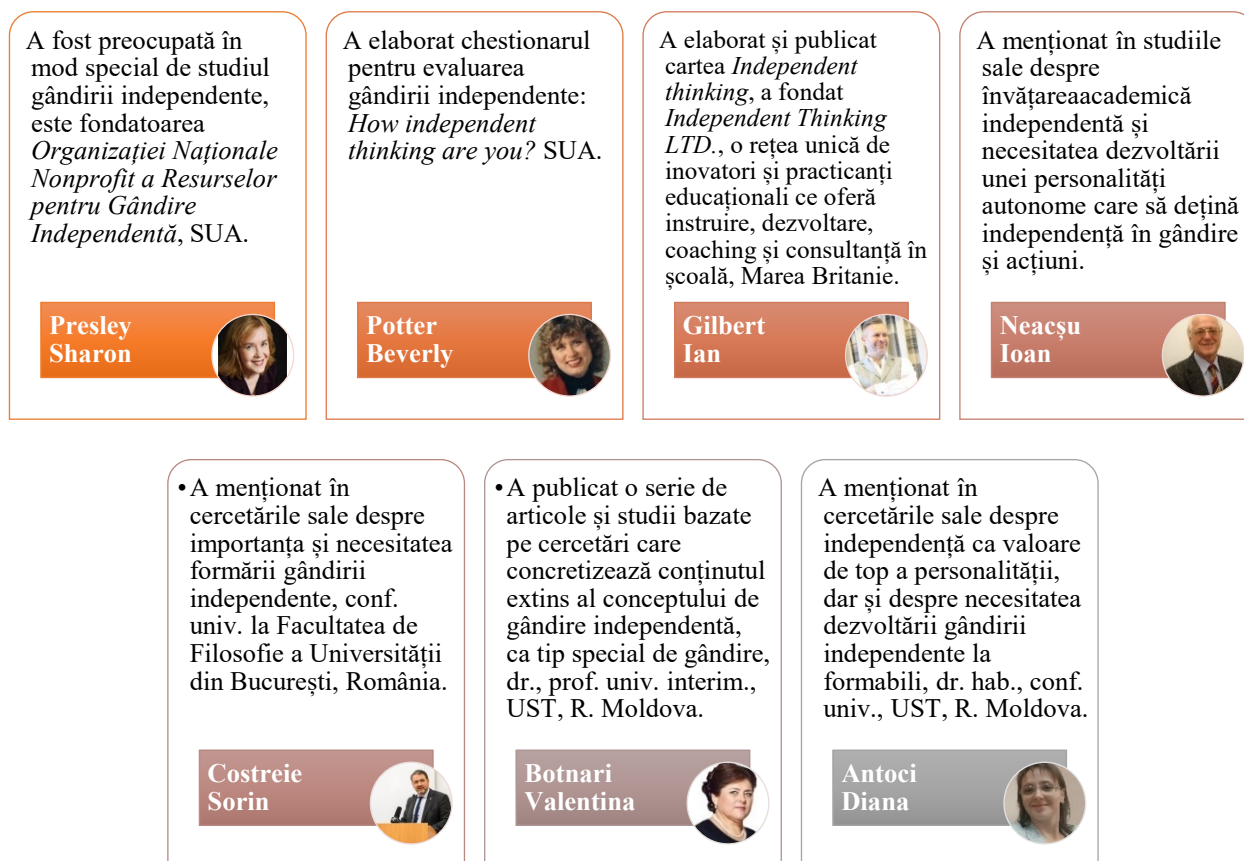 A fost preocupată în
mod special de studiul
gândirii independente,
este fondatoarea
Organizației Naționale
Nonprofit a Resurselor
pentru Gândire
Independentă, SUA.
Presley
Sharon
A elaborat chestionarul
pentru evaluarea
gândirii independente:
How independent
thinking are you? SUA.
Potter
Beverly
A elaborat și publicat
cartea Independent
thinking, a fondat
Independent Thinking
LTD., o rețea unică de
inovatori și practicanți
educaționali ce oferă
instruire, dezvoltare,
coaching și consultanță în
școală, Marea Britanie.
Gilbert
Ian
A menționat în studiile
sale despre
învățareaacademică
independentă și
necesitatea dezvoltării
unei personalități
autonome care să dețină
independență în gândire
și acțiuni.
Neacșu
Ioan
• A menționat în
cercetările sale despre
importanța și necesitatea
formării gândirii
independente, conf.
univ. la Facultatea de
Filosofie a Universității
din București, România.
Costreie
Sorin
• A publicat o serie de
articole și studii bazate
pe cercetări care
concretizează conținutul
extins al conceptului de
gândire independentă,
ca tip special de gândire,
dr., prof. univ. interim.,
UST, R. Moldova.
Botnari
Valentina
A menționat în
cercetările sale despre
independență ca valoare
de top a personalității,
dar și despre necesitatea
dezvoltării gândirii
independente la
formabili, dr. hab., conf.
univ., UST, R. Moldova.
Antoci
Diana